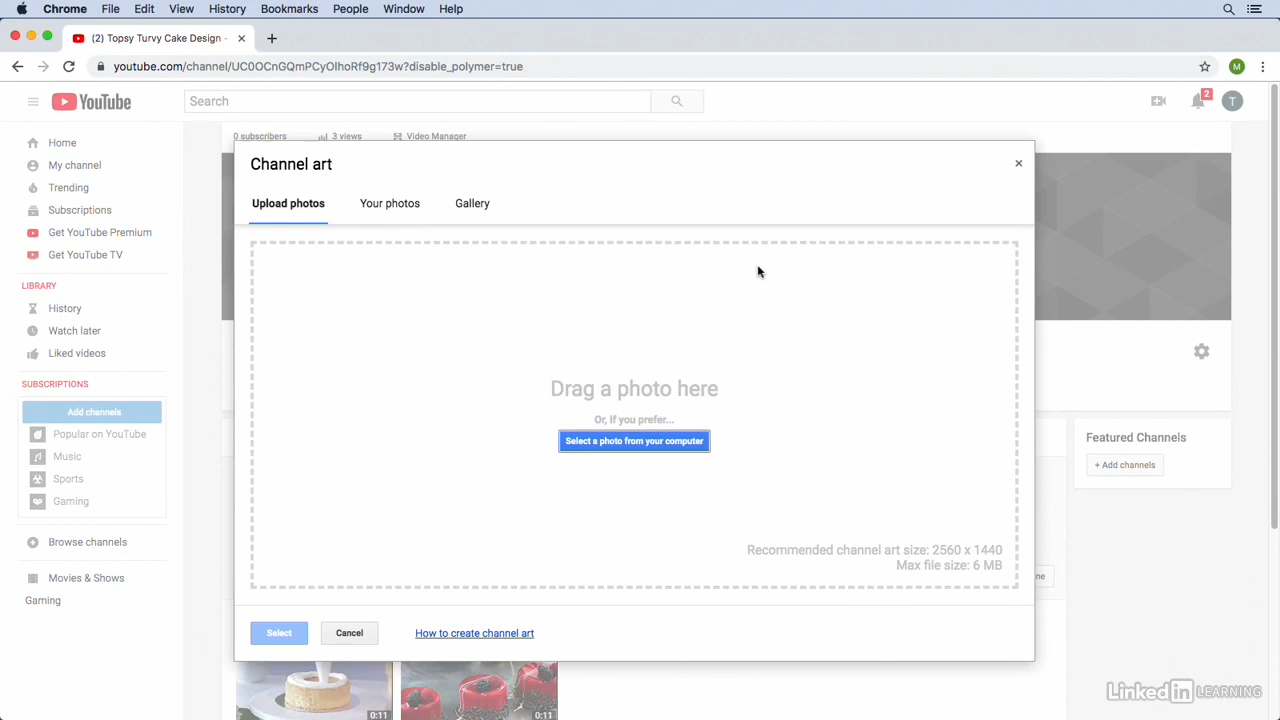 Chrome File Edit View History Bookmarks People Window Help
(2) Topsy Turvy Cake Design -
youtube.com/channel/UC0OCnGQmPCyOlhoRf9g173w?disable_polymer=true
M
YouTube
Search
2
T
Home
My channel
Trending
Subscriptions
Get YouTube Premium
Get YouTube TV
LIBRARY
History
Watch later
Liked videos
SUBSCRIPTIONS
Add channels
Popular on YouTube
Music
Sports
Gaming
Browse channels
Movies & Shows
Gaming
0 subscribers 3 views Video Manager
Channel art
Upload photos Your photos Gallery
Drag a photo here
Or, if you prefer...
Select a photo from your computer
Recommended channel art size: 2560 x 1440
Max file size: 6 MB
Select Cancel How to create channel art
Featured Channels
+ Add channels
ne
0:11 0:11
LinkedIn LEARNING